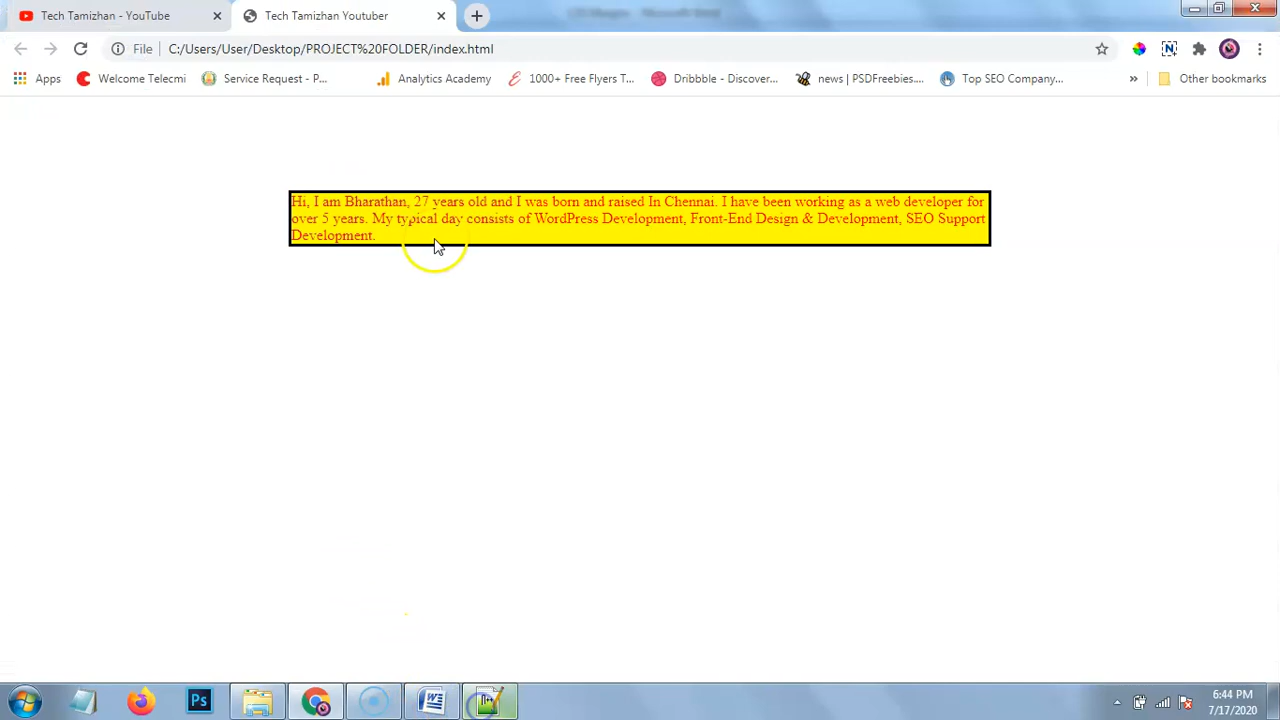 Tech Tamizhan - YouTube
Tech Tamizhan Youtuber
File
C:/Users/User/Desktop/PROJECT%20FOLDER/index.html
Apps
Welcome Telecmi
Service Request - P...
Analytics Academy
1000+ Free Flyers T...
Dribbble - Discover...
news | PSDFreebies....
Top SEO Company...
»
Other bookmarks
Hi, I am Bharathan, 27 years old and I was born and raised In Chennai. I have been working as a web developer for
over 5 years. My typical day consists of WordPress Development, Front-End Design & Development, SEO Support
Development.
Ps
6:44 PM
7/17/2020